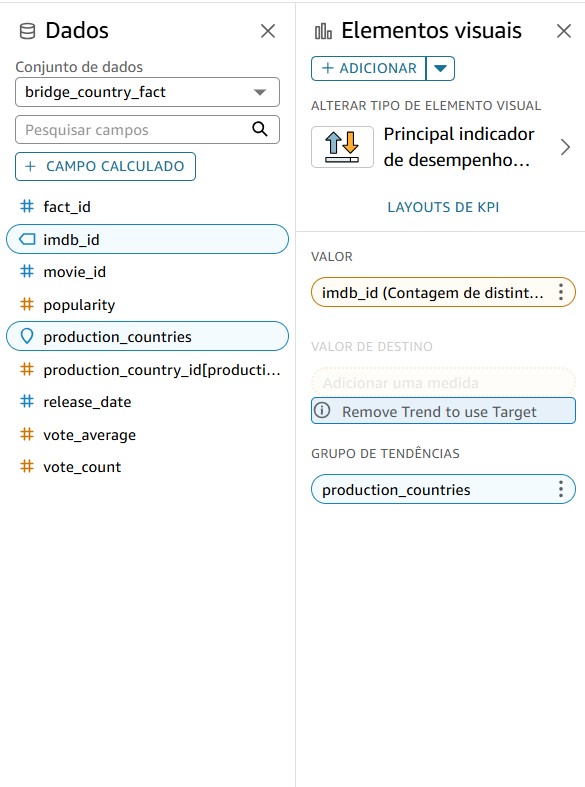 Dados
Conjunto de dados
bridge_country_fact
Pesquisar campos
+ CAMPO CALCULADO
fact_id
imdb_id
movie_id
popularity
production_countries
production_country_id[producti...
release_date
vote_average
vote_count
Elementos visuais
+ ADICIONAR
ALTERAR TIPO DE ELEMENTO VISUAL
Principal indicador
de desempenho...
LAYOUTS DE KPI
VALOR
imdb_id (Contagem de distint...
VALOR DE DESTINO
Adicionar uma medida
Remove Trend to use Target
GRUPO DE TENDÊNCIAS
production_countries